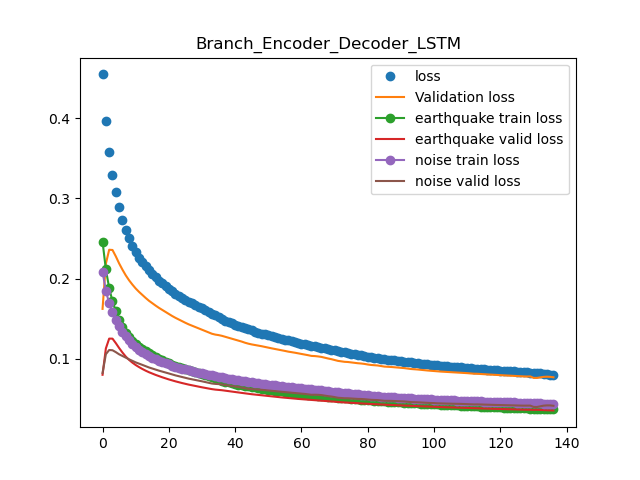 Branch_Encoder_Decoder_LSTM
loss
Validation loss
earthquake train loss
earthquake valid loss
noise train loss
noise valid loss
0.4
0.3
0.2
0.1
0 20 40 60 80 100 120 140